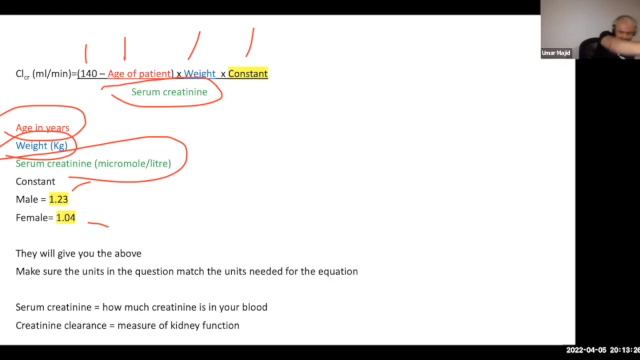 Cl_cr (ml/min)=(140 – Age of patient) x Weight x Constant
Serum creatinine
Age in years
Weight (Kg)
Serum creatinine (micromole/litre)
Constant
Male = 1.23
Female= 1.04
They will give you the above
Make sure the units in the question match the units needed for the equation
Serum creatinine = how much creatinine is in your blood
Creatinine clearance = measure of kidney function
Umar Majid
2022-04-05 20:13:26